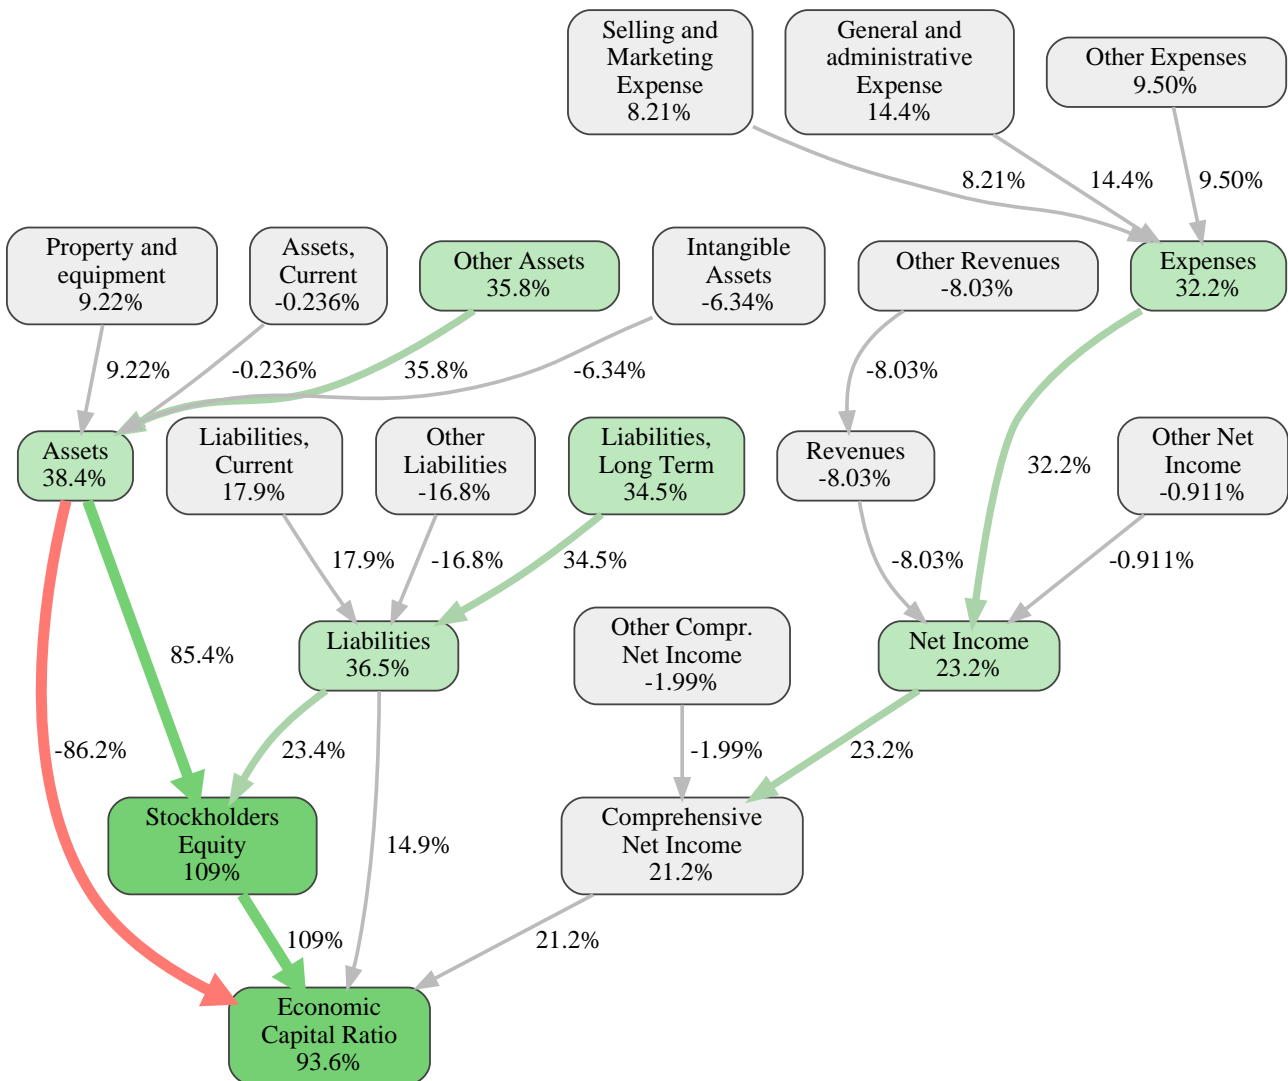 Selling and
Marketing
Expense
8.21%
General and
administrative
Expense
14.4%
Other Expenses
9.50%
8.21%
14.4%
9.50%
Property and
equipment
9.22%
Assets,
Current
-0.236%
Other Assets
35.8%
Intangible
Assets
-6.34%
Other Revenues
-8.03%
Expenses
32.2%
9.22%
-0.236%
35.8%
-6.34%
-8.03%
Assets
38.4%
Liabilities,
Current
17.9%
Other
Liabilities
-16.8%
Liabilities,
Long Term
34.5%
Revenues
-8.03%
32.2%
Other Net
Income
-0.911%
17.9%
-16.8%
34.5%
-8.03%
-0.911%
85.4%
Liabilities
36.5%
Other Compr.
Net Income
-1.99%
Net Income
23.2%
-86.2%
23.4%
-1.99%
23.2%
Stockholders
Equity
109%
14.9%
Comprehensive
Net Income
21.2%
109%
21.2%
Economic
Capital Ratio
93.6%